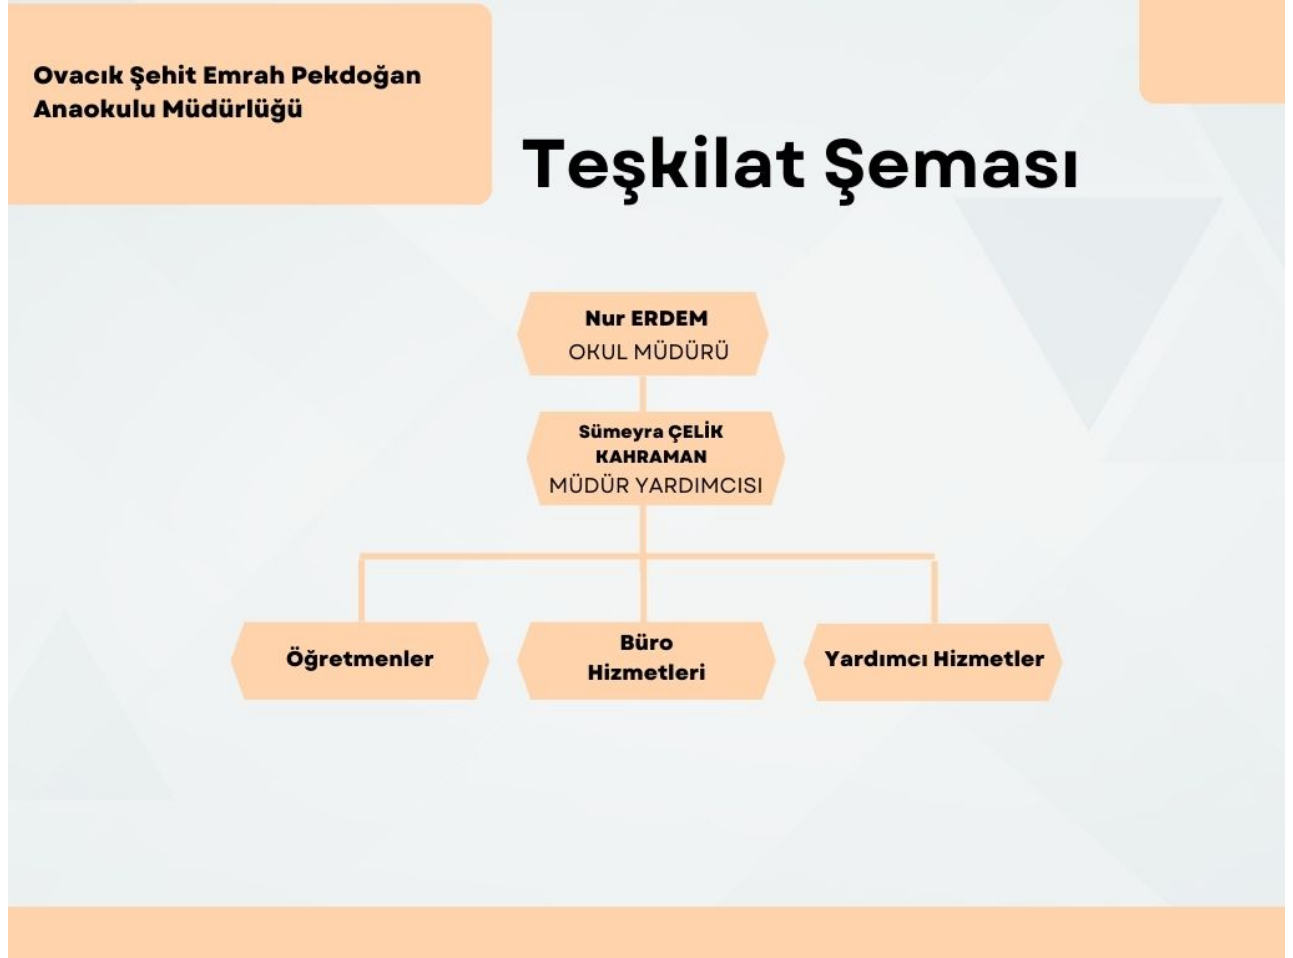 Ovacık Şehit Emrah Pekdoğan
Anaokulu Müdürlüğü
Teşkilat Şeması
Nur ERDEM
OKUL MÜDÜRÜ
Sümeyra ÇELİK
KAHRAMAN
MÜDÜR YARDIMCISI
Öğretmenler
Büro
Hizmetleri
Yardımcı Hizmetler